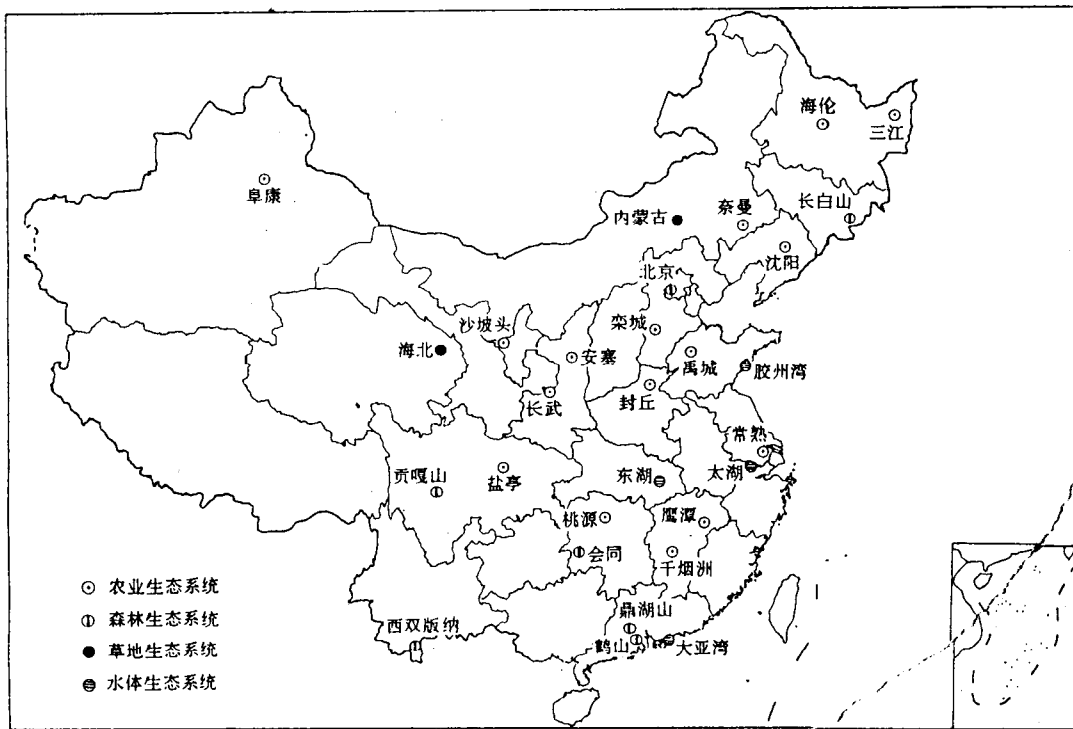 海伦
三江
阜康
长白山
内蒙古
奈曼
沈阳
北京
沙坡头
栾城
海北
安塞
禹城
胶州湾
长武
封丘
常熟
贡嘎山
盐亭
东湖
太湖
桃源
鹰潭
会同
千烟洲
农业生态系统
森林生态系统
鼎湖山
西双版纳
鹤山
大亚湾
草地生态系统
水体生态系统